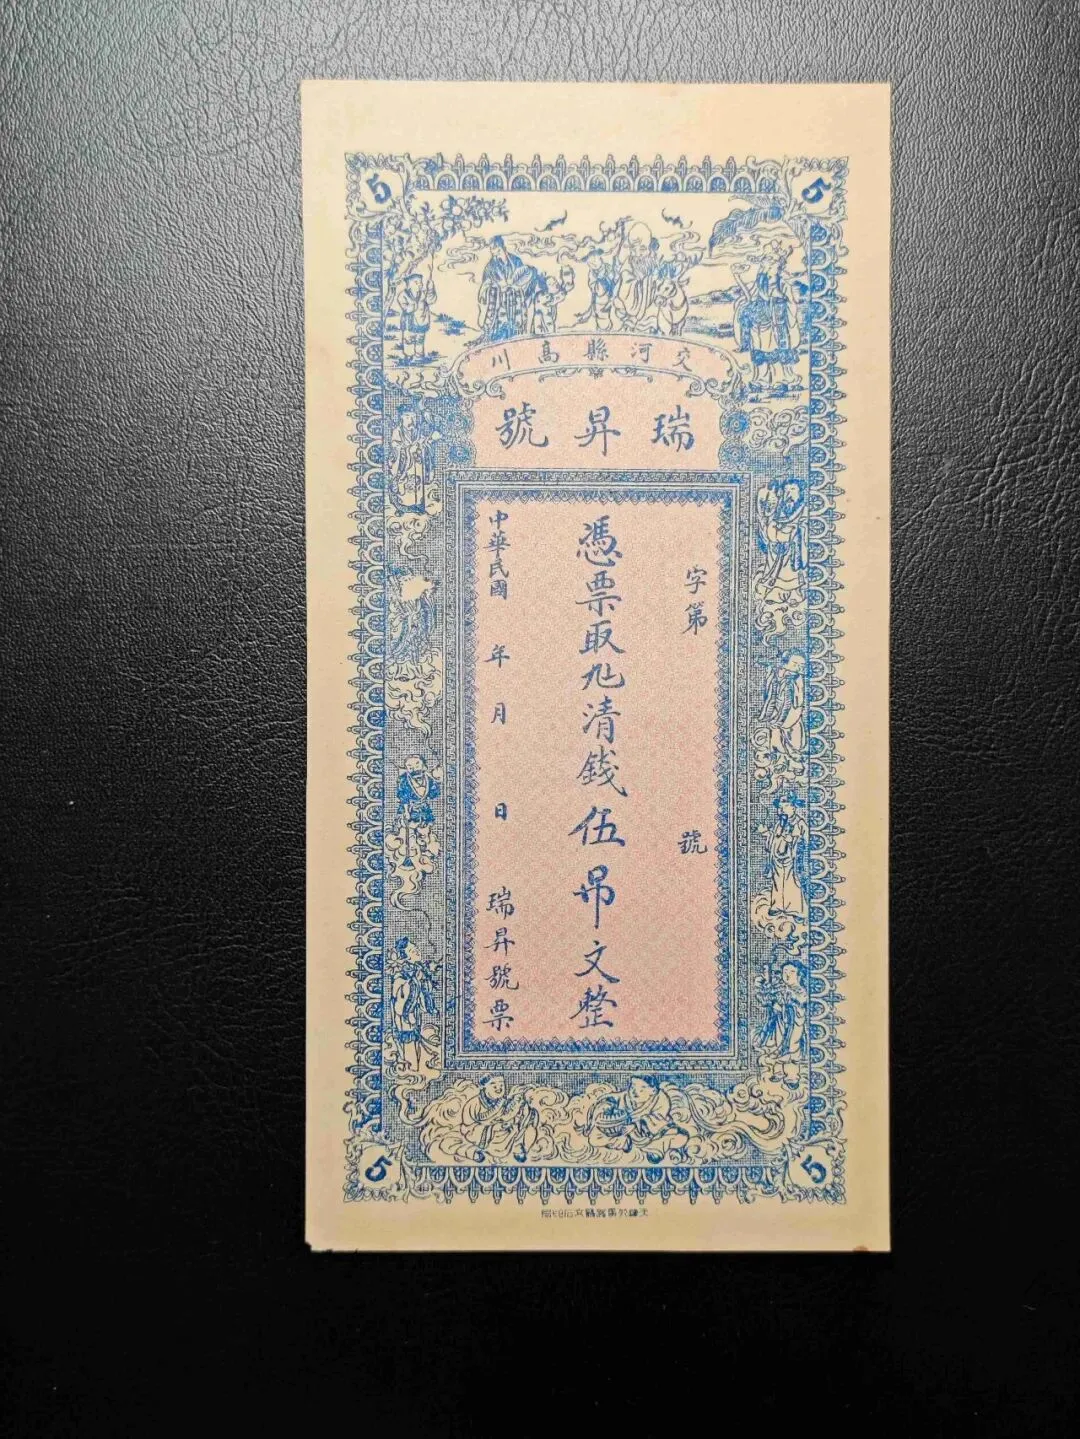 5 5
交河縣高川
瑞昇號
字第 號
憑票取九清錢伍吊文整
中華民國 年 月 日 瑞昇號票
5 5